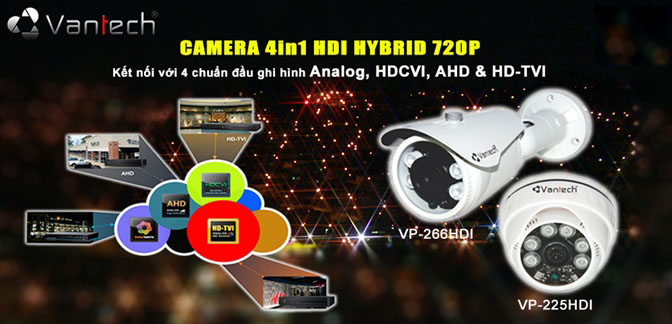 Vantech
CAMERA 4in1 HDI HYBRID 720P
Kết nối với 4 chuẩn đầu ghi hình Analog, HDCVI, AHD & HD-TVI
HD-TVI
AHD
HDCVI
AHD
HD-TVI
Vantech
Vantech
VP-266HDI
VP-225HDI